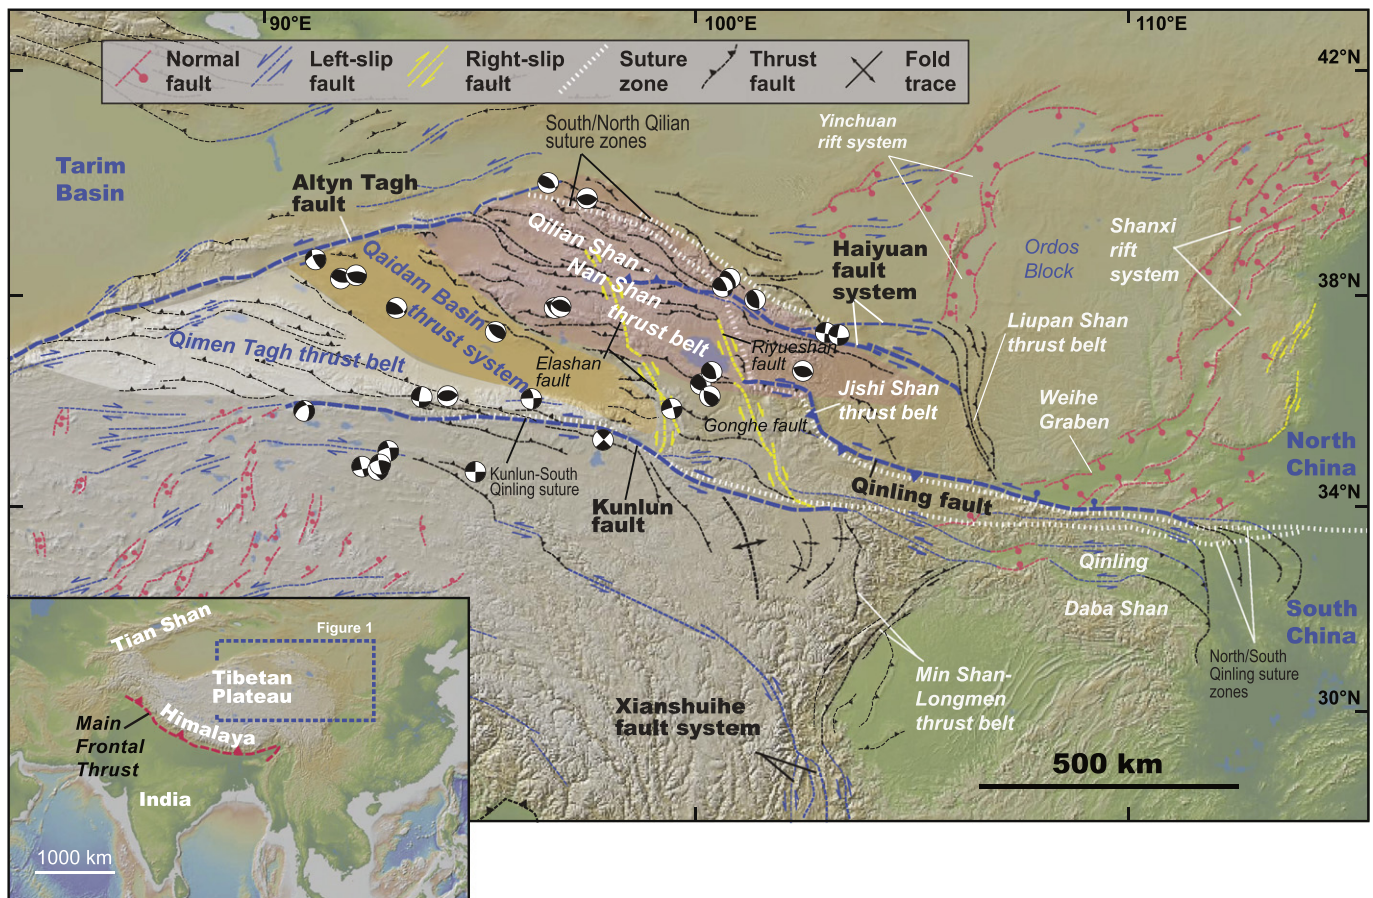 90°E
100°E
110°E
42°N
Normal
fault
Left-slip
fault
Right-slip
fault
Suture
zone
Thrust
fault
Fold
trace
South/North Qilian
suture zones
Yinchuan
rift system
Tarim
Basin
Altyn Tagh
fault
Qilian Shan -
Nan Shan
thrust belt
Qaidam Basin
thrust system
Haiyuan
fault
system
Ordos
Block
Shanxi
rift
system
38°N
Qimen Tagh thrust belt
Elashan
fault
Riyueshan
fault
Liupan Shan
thrust belt
Jishi Shan
thrust belt
Weihe
Graben
Gonghe fault
North
China
Kunlun-South
Qinling suture
Qinling fault
34°N
Kunlun
fault
Qinling
Daba Shan
South
China
North/South
Qinling suture
zones
Min Shan-
Longmen
thrust belt
Xianshuihe
fault system
30°N
500 km
Tian Shan
Figure 1
Tibetan
Plateau
Himalaya
Main
Frontal
Thrust
India
1000 km